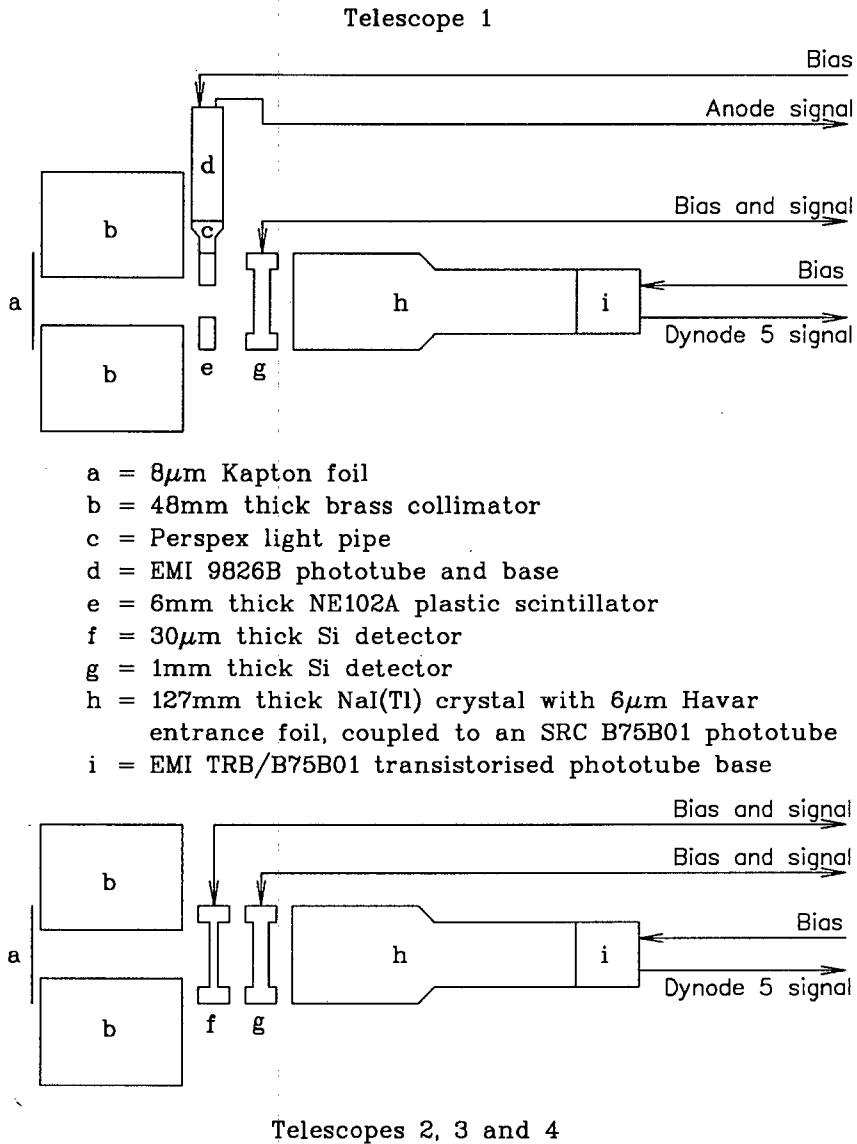 Telescope 1
Bias
Anode signal
d
c
b
Bias and signal
Bias
a
h
i
b
Dynode 5 signal
e
g
a = 8μm Kapton foil
b = 48mm thick brass collimator
c = Perspex light pipe
d = EMI 9826B phototube and base
e = 6mm thick NE102A plastic scintillator
f = 30μm thick Si detector
g = 1mm thick Si detector
h = 127mm thick NaI(Tl) crystal with 6μm Havar
entrance foil, coupled to an SRC B75B01 phototube
i = EMI TRB/B75B01 transistorised phototube base
Bias and signal
Bias and signal
b
Bias
a
h
i
Dynode 5 signal
b
f
g
Telescopes 2, 3 and 4